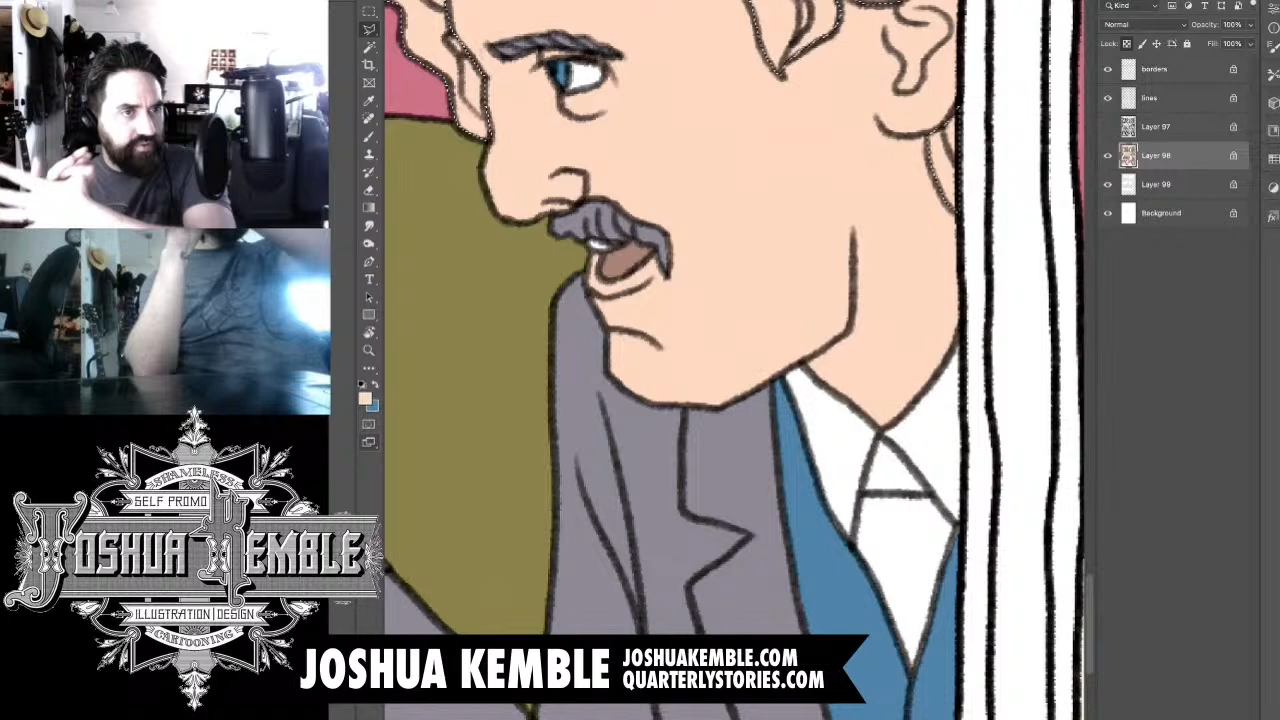 Kind
Normal
Opacity: 100%
Lock:
Fill: 100%
borders
lines
Layer 97
Layer 98
Layer 99
Background
SHAMELESS
SELF PROMO
JOSHUA KEMBLE
ILLUSTRATION|DESIGN
CARTOONING
JOSHUA KEMBLE
JOSHUAKEMBLE.COM
QUARTERLYSTORIES.COM